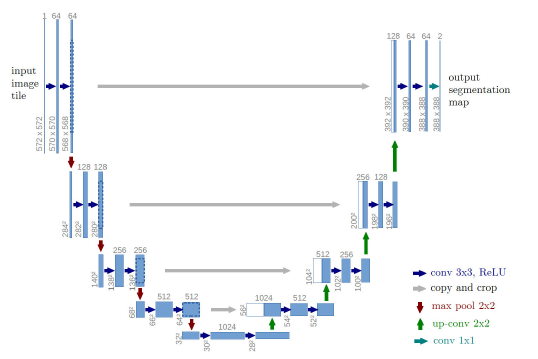 1 64 64
128 64 64 2
input
image
tile
output
segmentation
map
572 x 572
570 x 570
568 x 568
392 x 392
390 x 390
388 x 388
388 x 388
128 128
256 128
284²
282²
280²
200²
198²
196²
256 256
512 256
140²
138²
136²
104²
102²
100²
512 512
1024 512
68²
66²
64²
56²
54²
52²
1024
32²
30²
28²
conv 3x3, ReLU
copy and crop
max pool 2x2
up-conv 2x2
conv 1x1